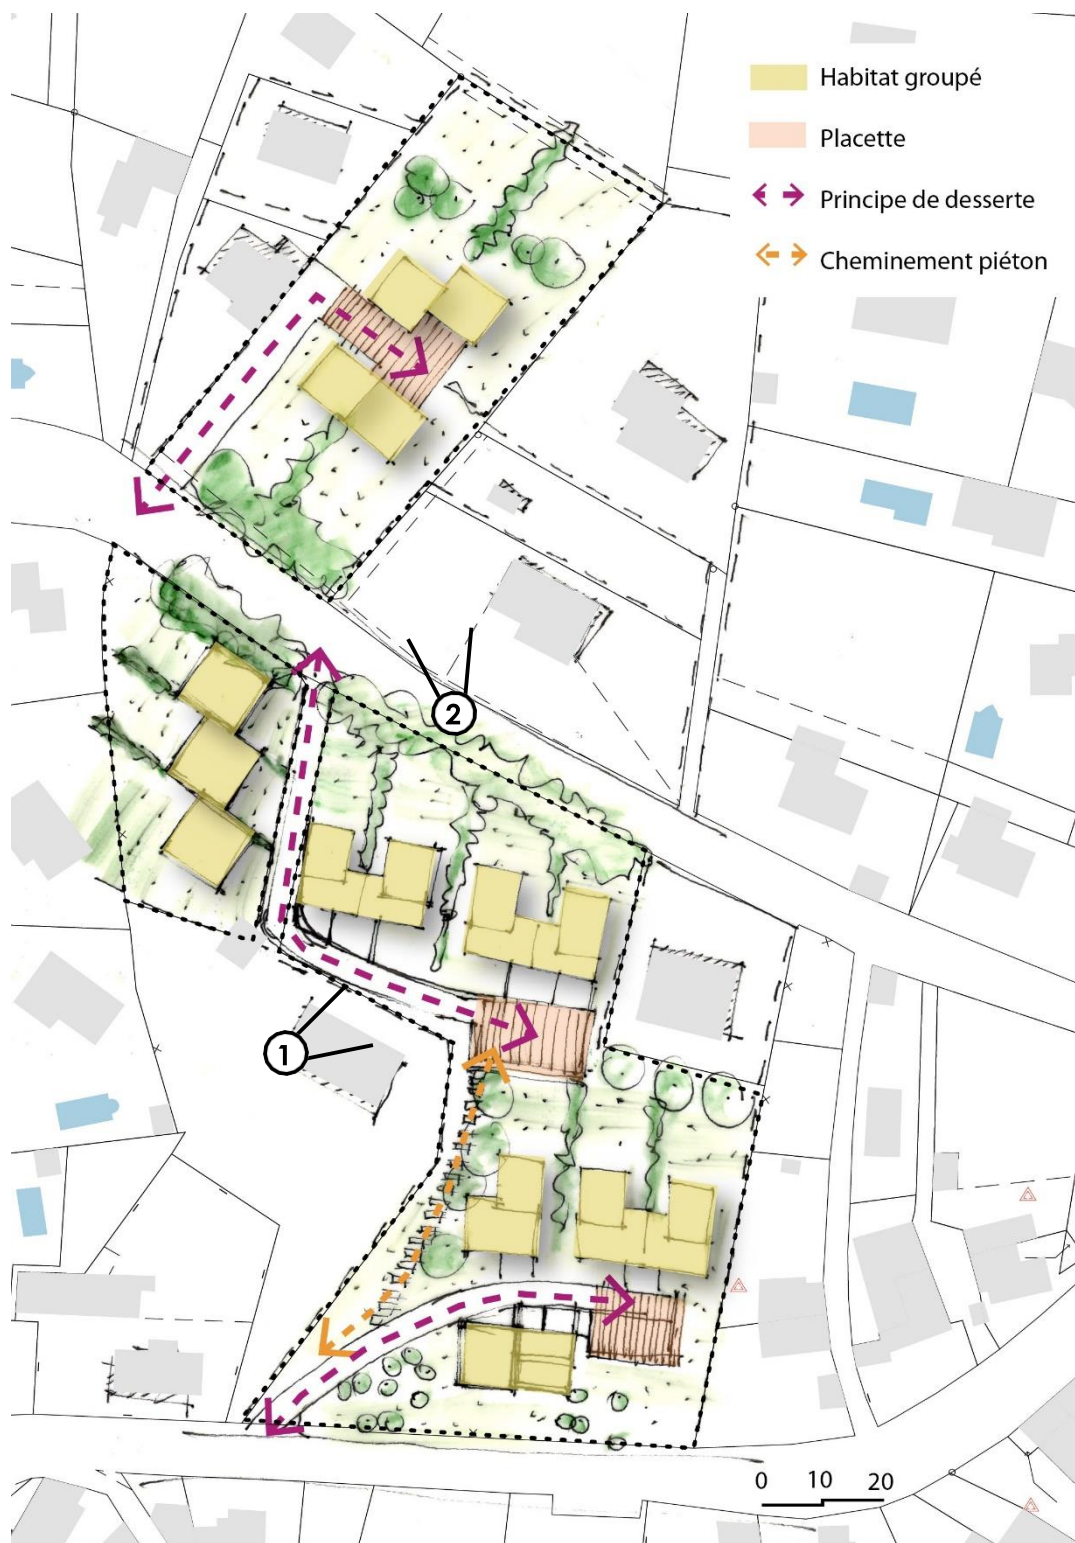 Habitat groupé
Placette
Principe de desserte
Cheminement piéton
2
1
0 10 20